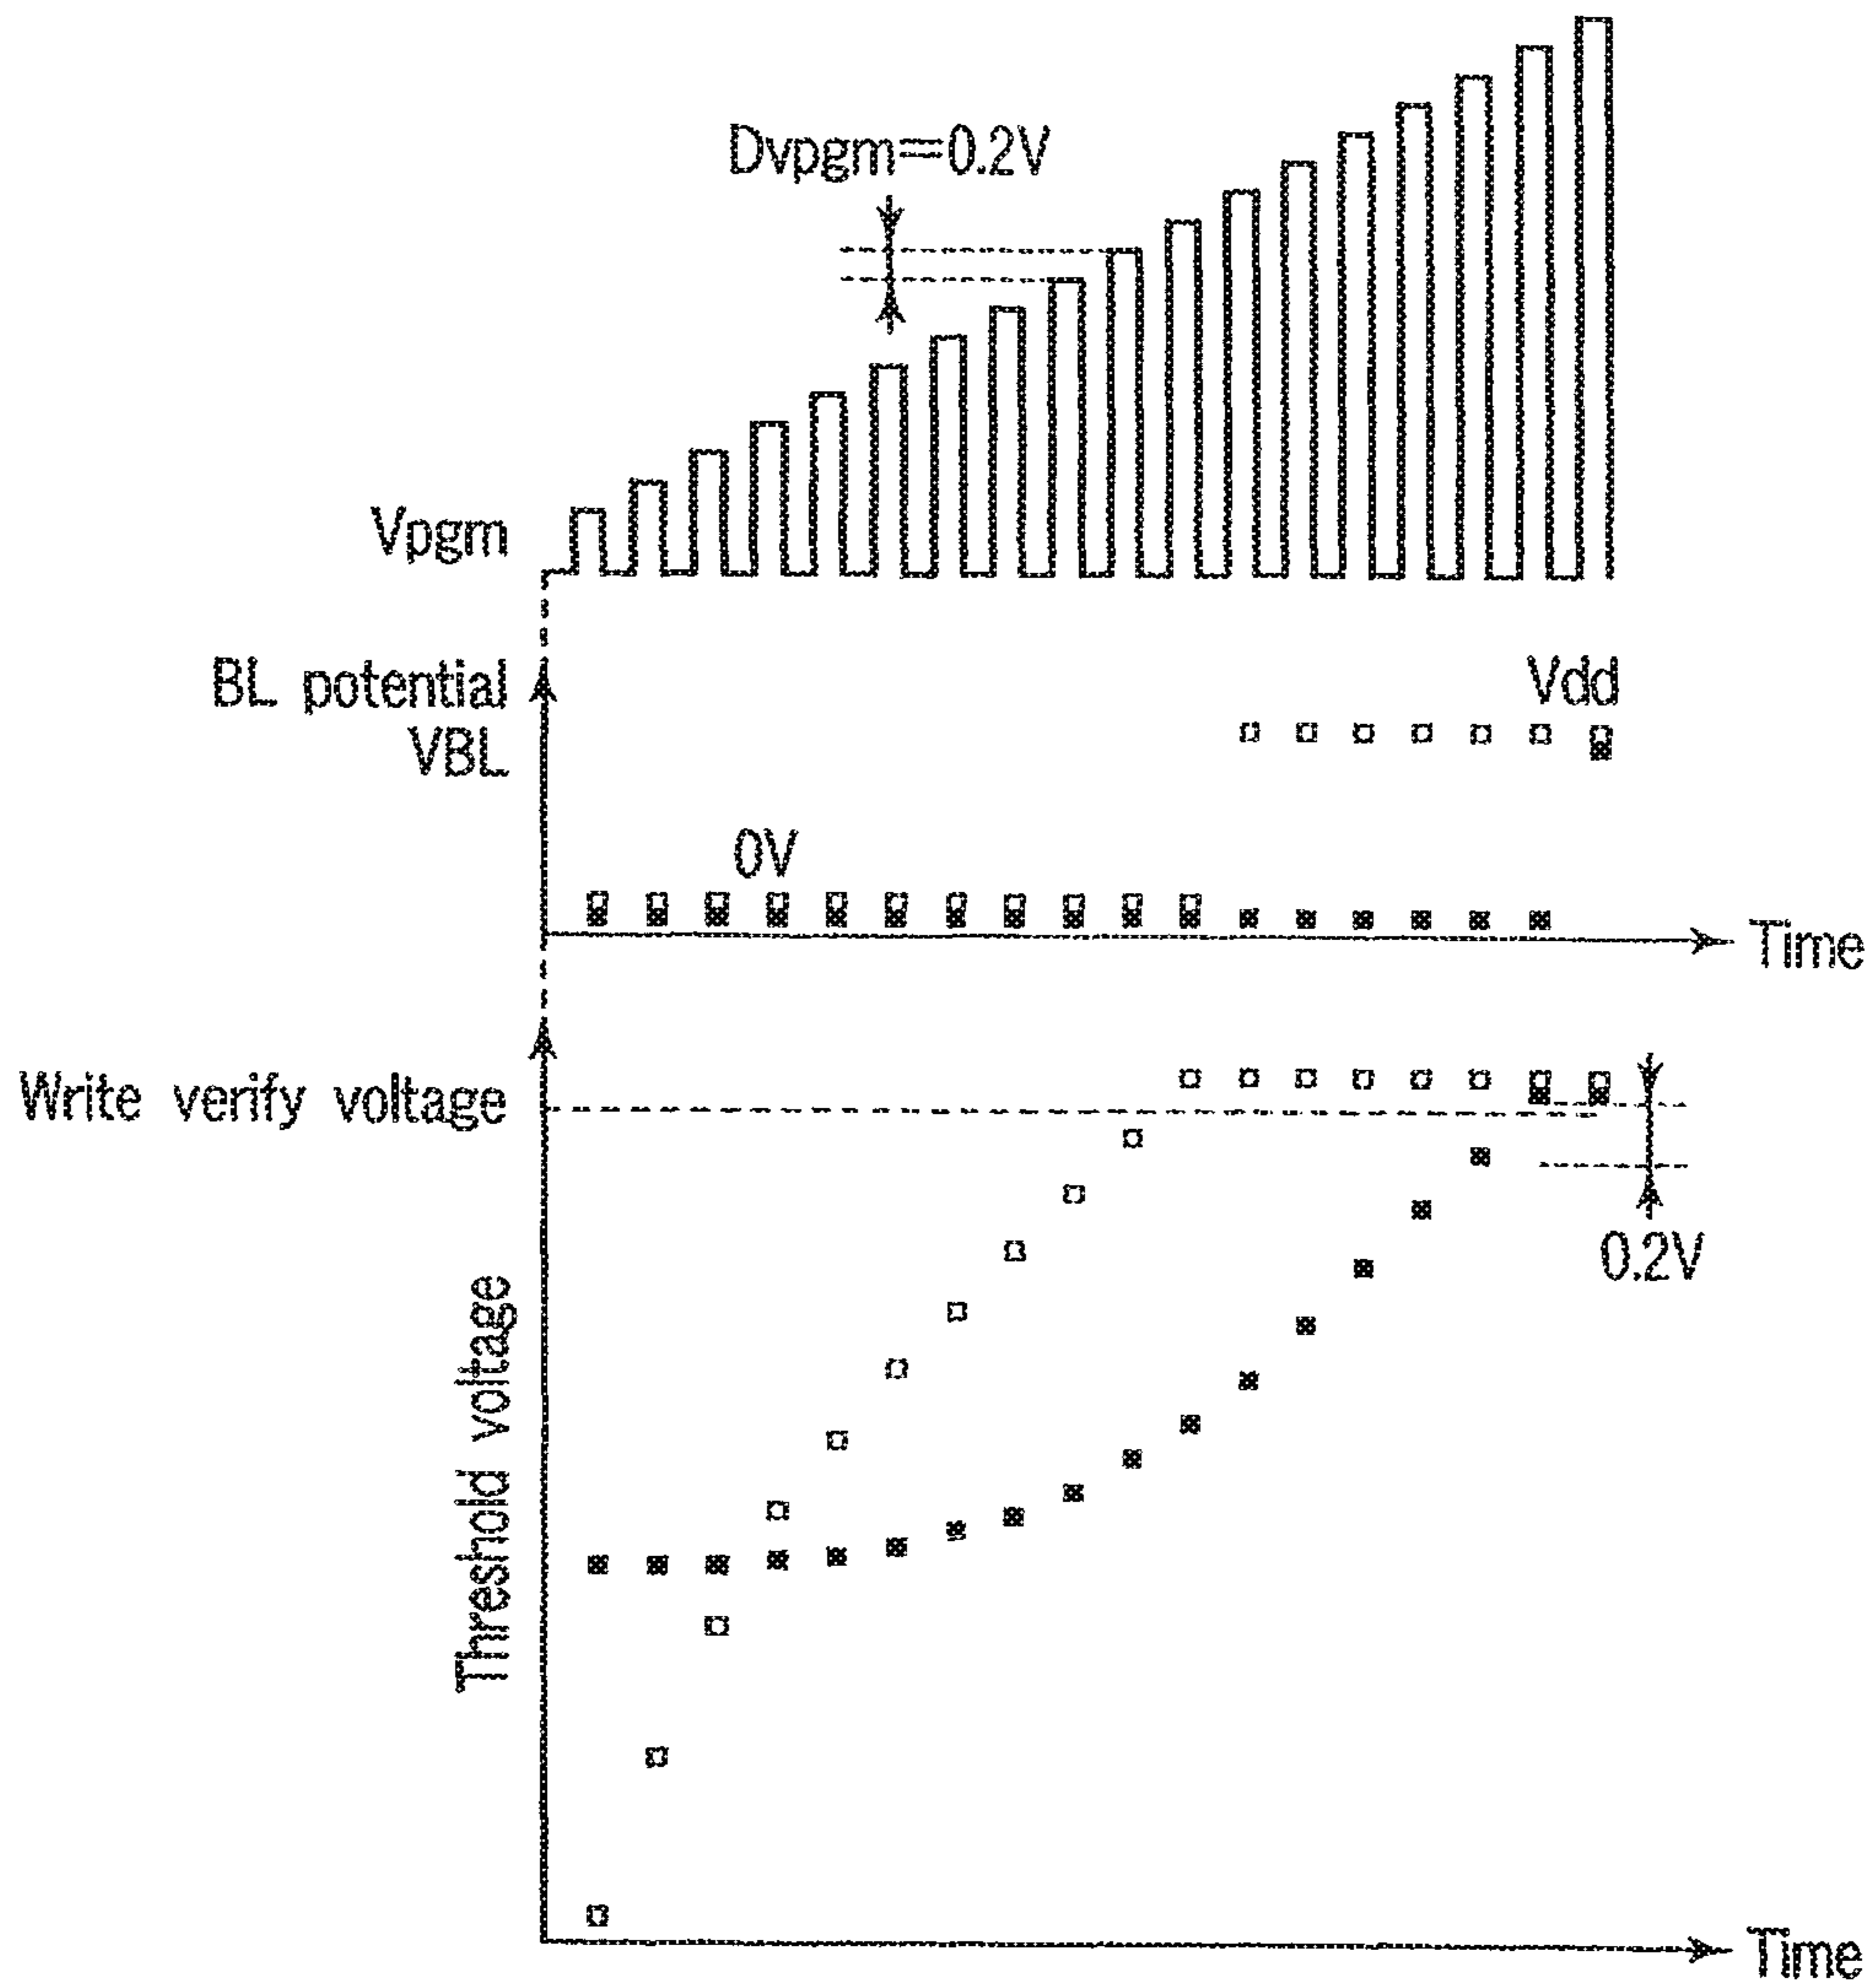 Dvpgm=0.2V
Vpgm
BL potential
VBL
Vdd
0V
Time
Write verify voltage
0.2V
Threshold voltage
Time